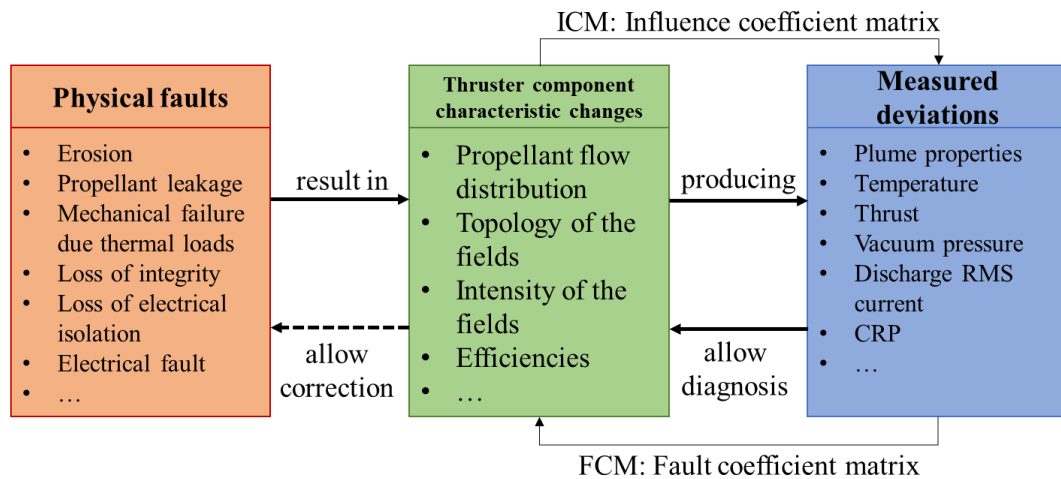 ICM: Influence coefficient matrix
Physical faults
• Erosion
• Propellant leakage
• Mechanical failure
due thermal loads
• Loss of integrity
• Loss of electrical
isolation
• Electrical fault
• …
result in
allow
correction
Thruster component
characteristic changes
• Propellant flow
distribution
• Topology of the
fields
• Intensity of the
fields
• Efficiencies
• …
producing
allow
diagnosis
Measured
deviations
• Plume properties
• Temperature
• Thrust
• Vacuum pressure
• Discharge RMS
current
• CRP
• …
FCM: Fault coefficient matrix